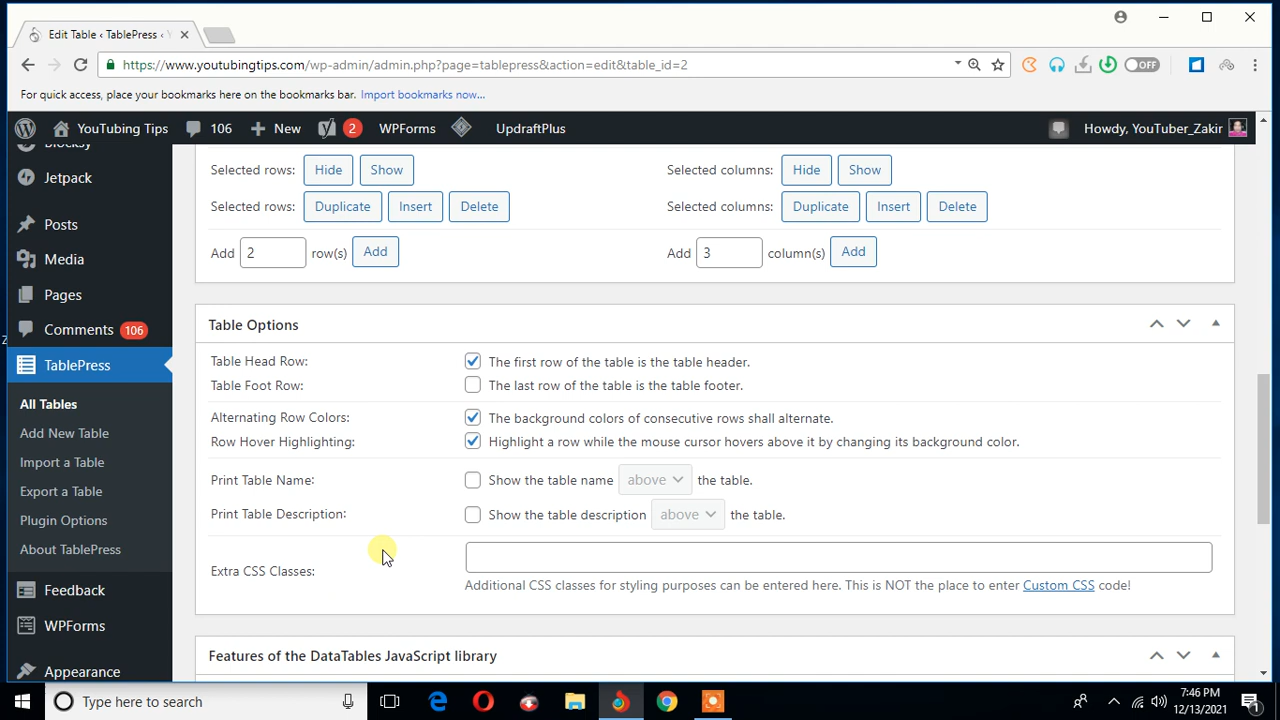 Edit Table ‹ TablePress ‹ Y
https://www.youtubingtips.com/wp-admin/admin.php?page=tablepress&action=edit&table_id=2
OFF
For quick access, place your bookmarks here on the bookmarks bar. Import bookmarks now...
YouTubing Tips
106
New
2
WPForms
UpdraftPlus
Howdy, YouTuber_Zakir
Blocksy
Jetpack
Posts
Media
Pages
Comments 106
TablePress
All Tables
Add New Table
Import a Table
Export a Table
Plugin Options
About TablePress
Feedback
WPForms
Appearance
Selected rows: Hide Show
Selected columns: Hide Show
Selected rows: Duplicate Insert Delete
Selected columns: Duplicate Insert Delete
Add 2 row(s) Add
Add 3 column(s) Add
Table Options
Table Head Row: The first row of the table is the table header.
Table Foot Row: The last row of the table is the table footer.
Alternating Row Colors: The background colors of consecutive rows shall alternate.
Row Hover Highlighting: Highlight a row while the mouse cursor hovers above it by changing its background color.
Print Table Name: Show the table name above the table.
Print Table Description: Show the table description above the table.
Extra CSS Classes:
Additional CSS classes for styling purposes can be entered here. This is NOT the place to enter Custom CSS code!
Features of the DataTables JavaScript library
Type here to search
7:46 PM
12/13/2021
1